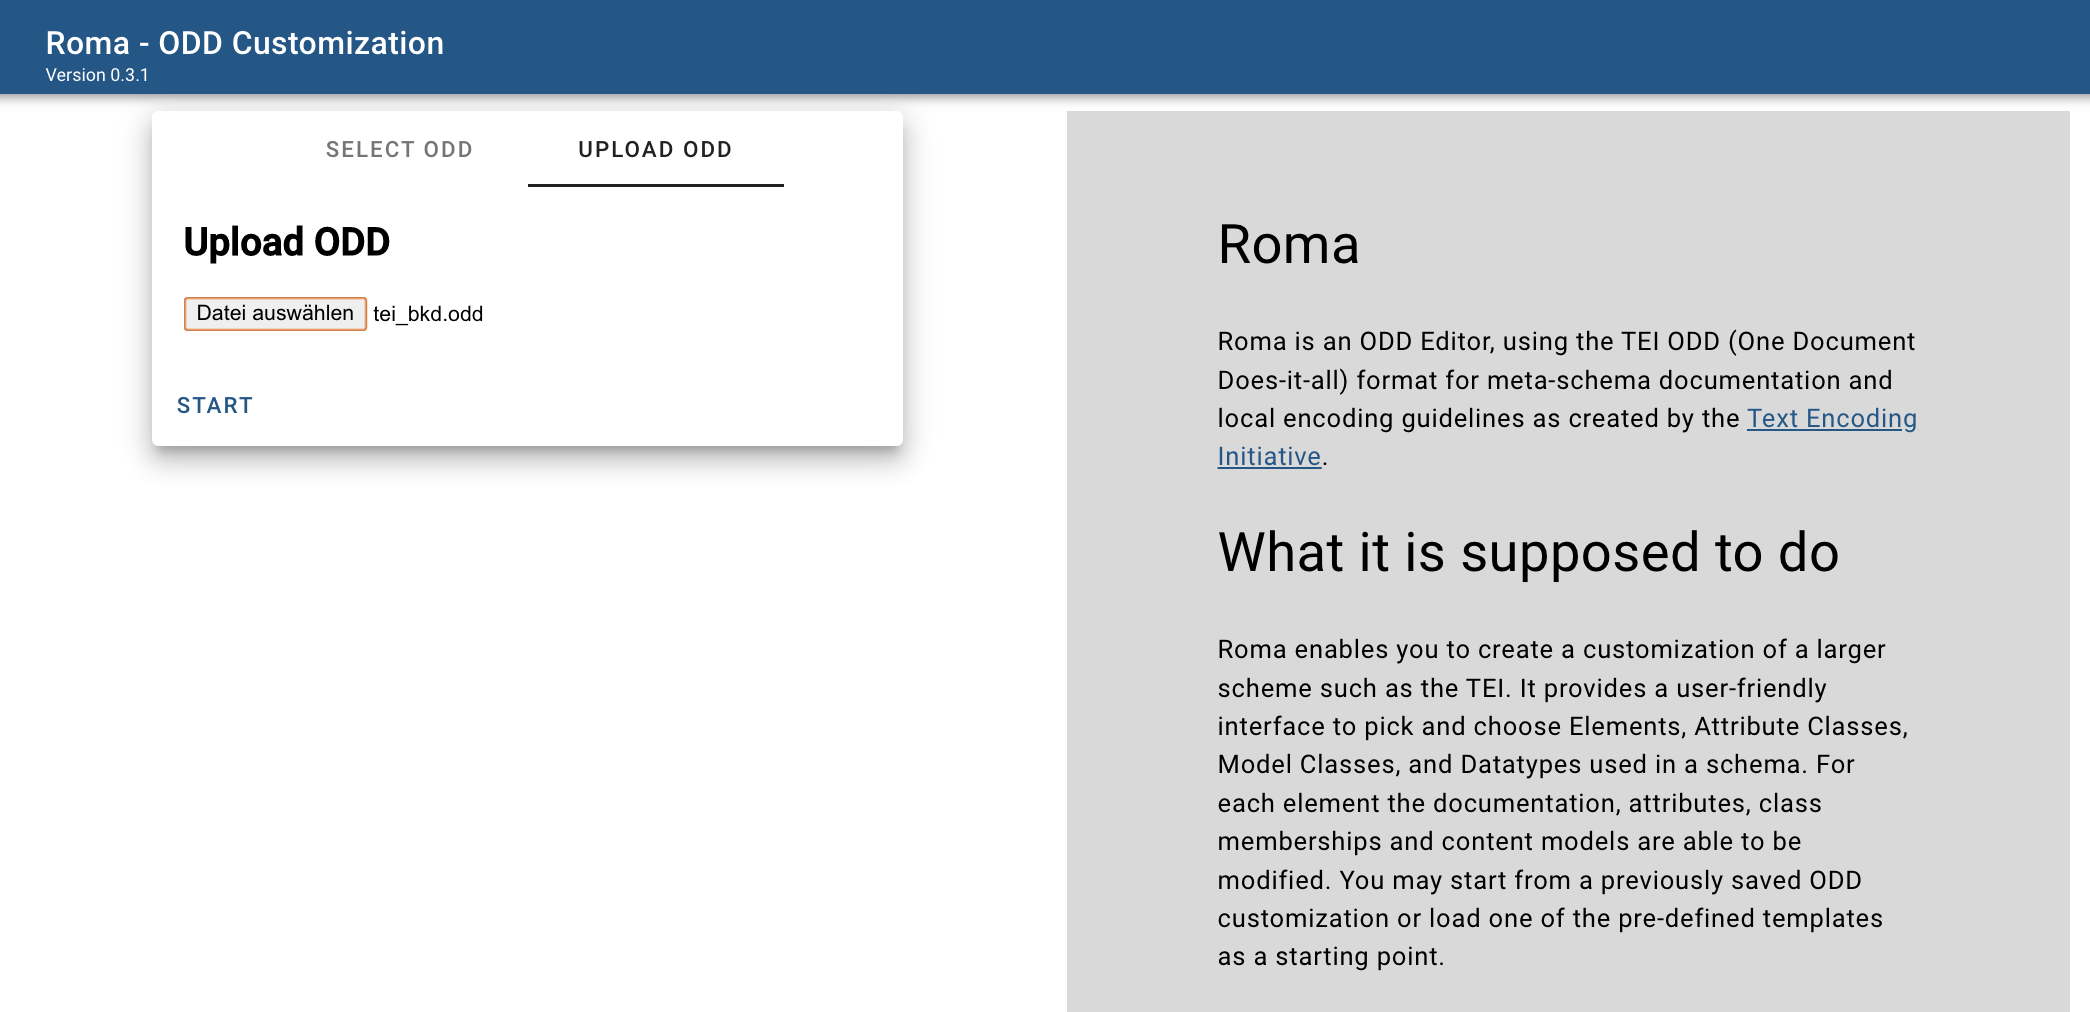 Roma - ODD Customization
Version 0.3.1
SELECT ODD
UPLOAD ODD
Upload ODD
Datei auswählen tei_bkd.odd
START
Roma
Roma is an ODD Editor, using the TEI ODD (One Document
Does-it-all) format for meta-schema documentation and
local encoding guidelines as created by the Text Encoding
Initiative.
What it is supposed to do
Roma enables you to create a customization of a larger
scheme such as the TEI. It provides a user-friendly
interface to pick and choose Elements, Attribute Classes,
Model Classes, and Datatypes used in a schema. For
each element the documentation, attributes, class
memberships and content models are able to be
modified. You may start from a previously saved ODD
customization or load one of the pre-defined templates
as a starting point.